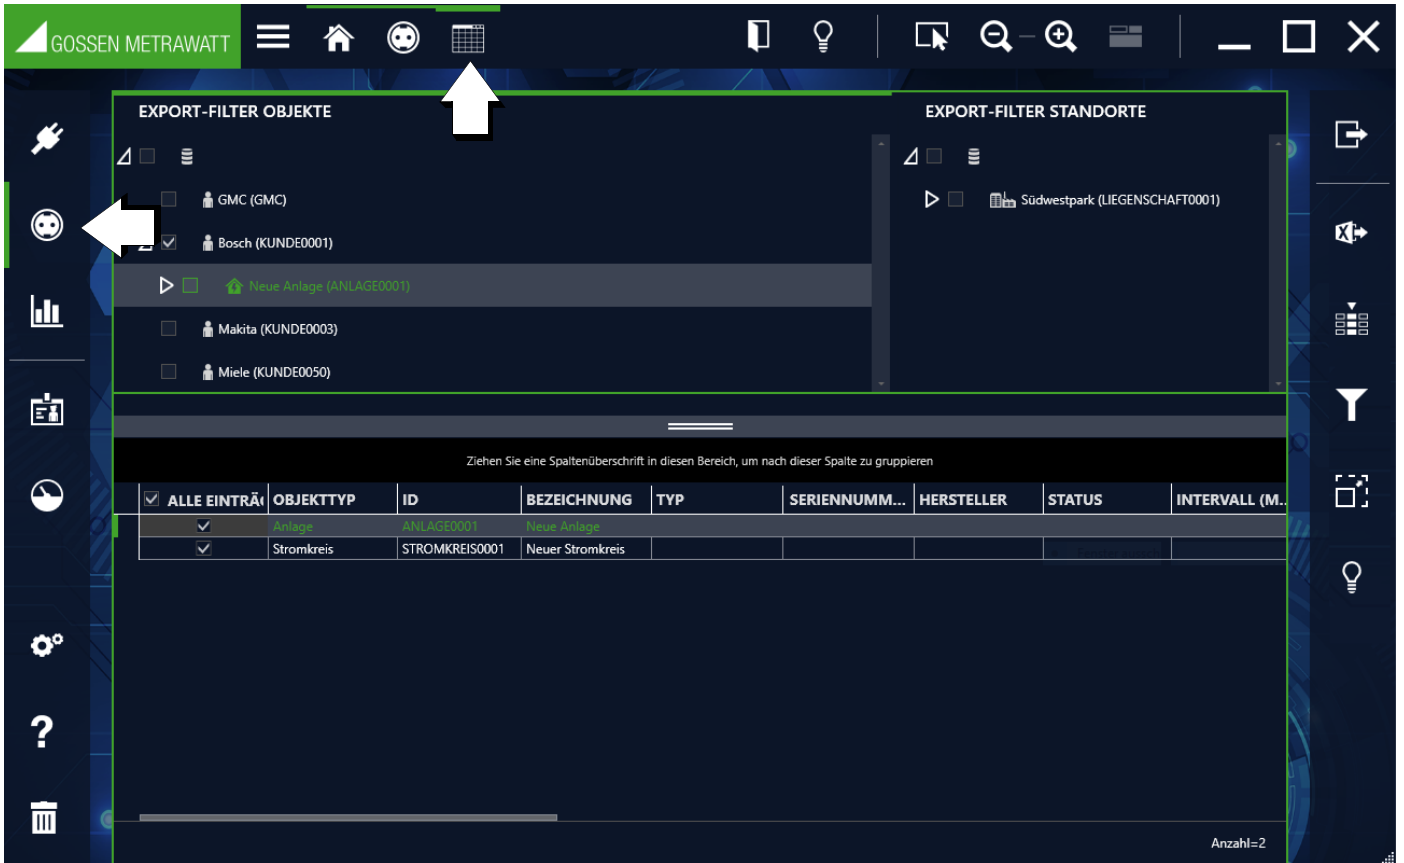 GOSSEN METRAWATT
EXPORT-FILTER OBJEKTE
EXPORT-FILTER STANDORTE
GMC (GMC)
Südwestpark (LIEGENSCHAFT0001)
Bosch (KUNDE0001)
Neue Anlage (ANLAGE0001)
Makita (KUNDE0003)
Miele (KUNDE0050)
Ziehen Sie eine Spaltenüberschrift in diesen Bereich, um nach dieser Spalte zu gruppieren
ALLE EINTRÄ OBJEKTTYP ID BEZEICHNUNG TYP SERIENNUMM... HERSTELLER STATUS INTERVALL (M...
Anlage ANLAGE0001 Neue Anlage
Stromkreis STROMKREIS0001 Neuer Stromkreis
Anzahl=2